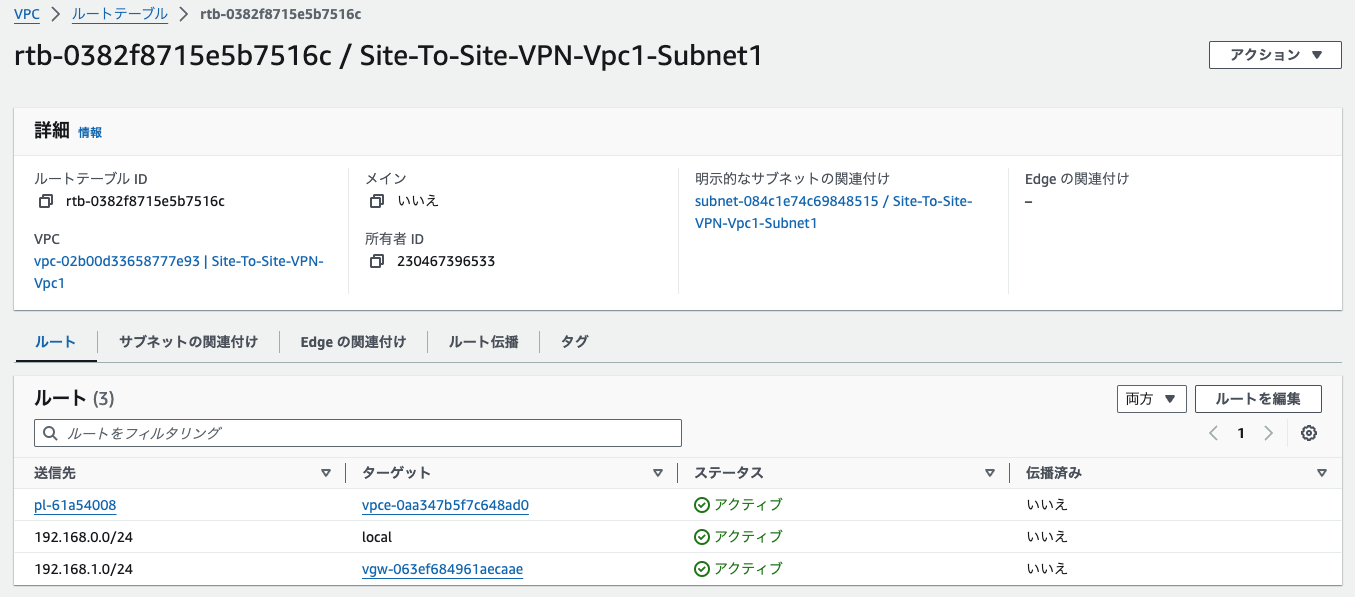 VPC > ルートテーブル > rtb-0382f8715e5b7516c
rtb-0382f8715e5b7516c / Site-To-Site-VPN-Vpc1-Subnet1
アクション ▼
詳細 情報
ルートテーブル ID
rtb-0382f8715e5b7516c
メイン
いいえ
明示的なサブネットの関連付け
subnet-084c1e74c69848515 / Site-To-Site-
VPN-Vpc1-Subnet1
Edge の関連付け
–
VPC
vpc-02b00d33658777e93 | Site-To-Site-VPN-
Vpc1
所有者 ID
230467396533
ルート サブネットの関連付け Edge の関連付け ルート伝播 タグ
ルート (3)
両方 ▼ ルートを編集
ルートをフィルタリング
1
送信先 ターゲット ステータス 伝播済み
pl-61a54008 vpce-0aa347b5f7c648ad0 アクティブ いいえ
192.168.0.0/24 local アクティブ いいえ
192.168.1.0/24 vgw-063ef684961aecaae アクティブ いいえ